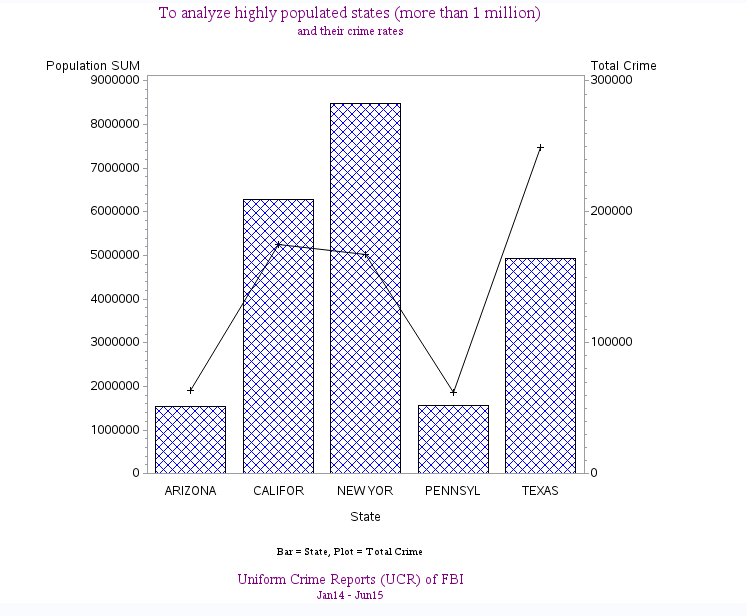 To analyze highly populated states (more than 1 million)
and their crime rates
Population SUM
Total Crime
9000000
8000000
7000000
6000000
5000000
4000000
3000000
2000000
1000000
0
300000
200000
100000
0
ARIZONA CALIFOR NEW YOR PENNSYL TEXAS
State
Bar = State, Plot = Total Crime
Uniform Crime Reports (UCR) of FBI
Jan14 - Jun15